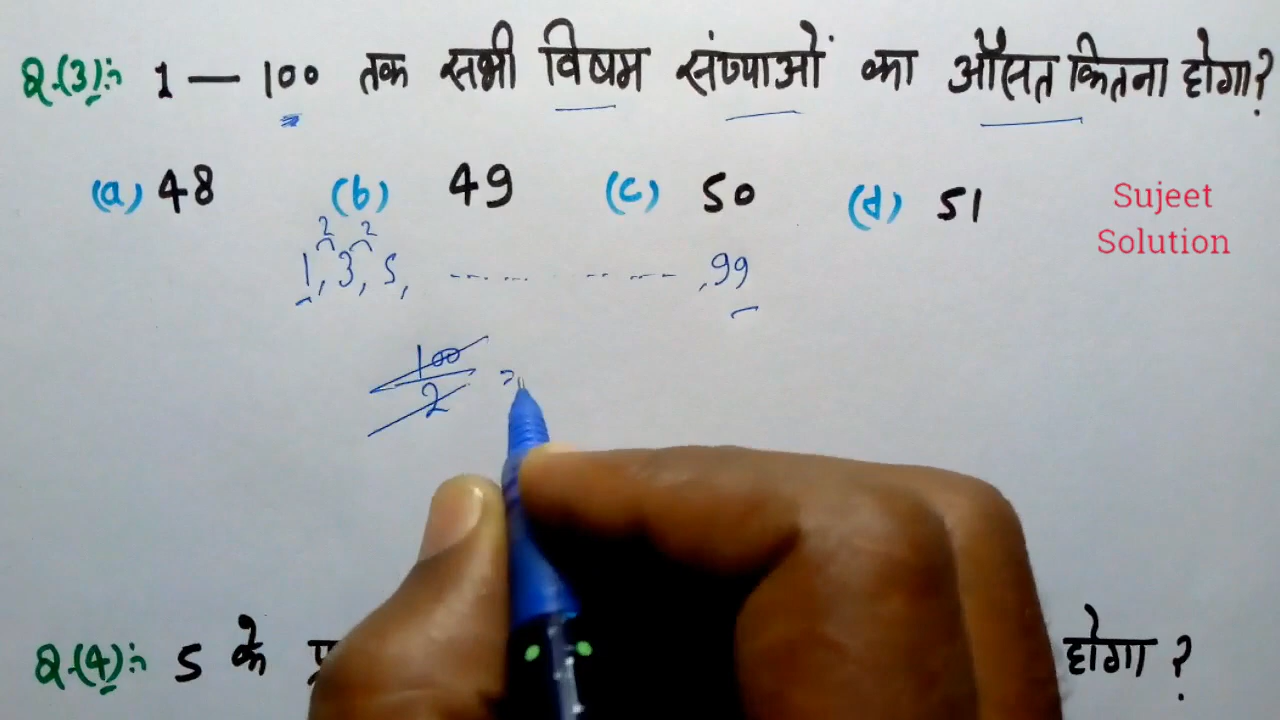 Q.(3):- 1 — 100 तक सभी विषम संख्याओं का औसत कितना होगा?
(a) 48 (b) 49 (c) 50 (d) 51
Sujeet
Solution
2 2
1, 3, 5, ------- ------- ,99
100
2
=
Q.(4):- 5 के होगा ?